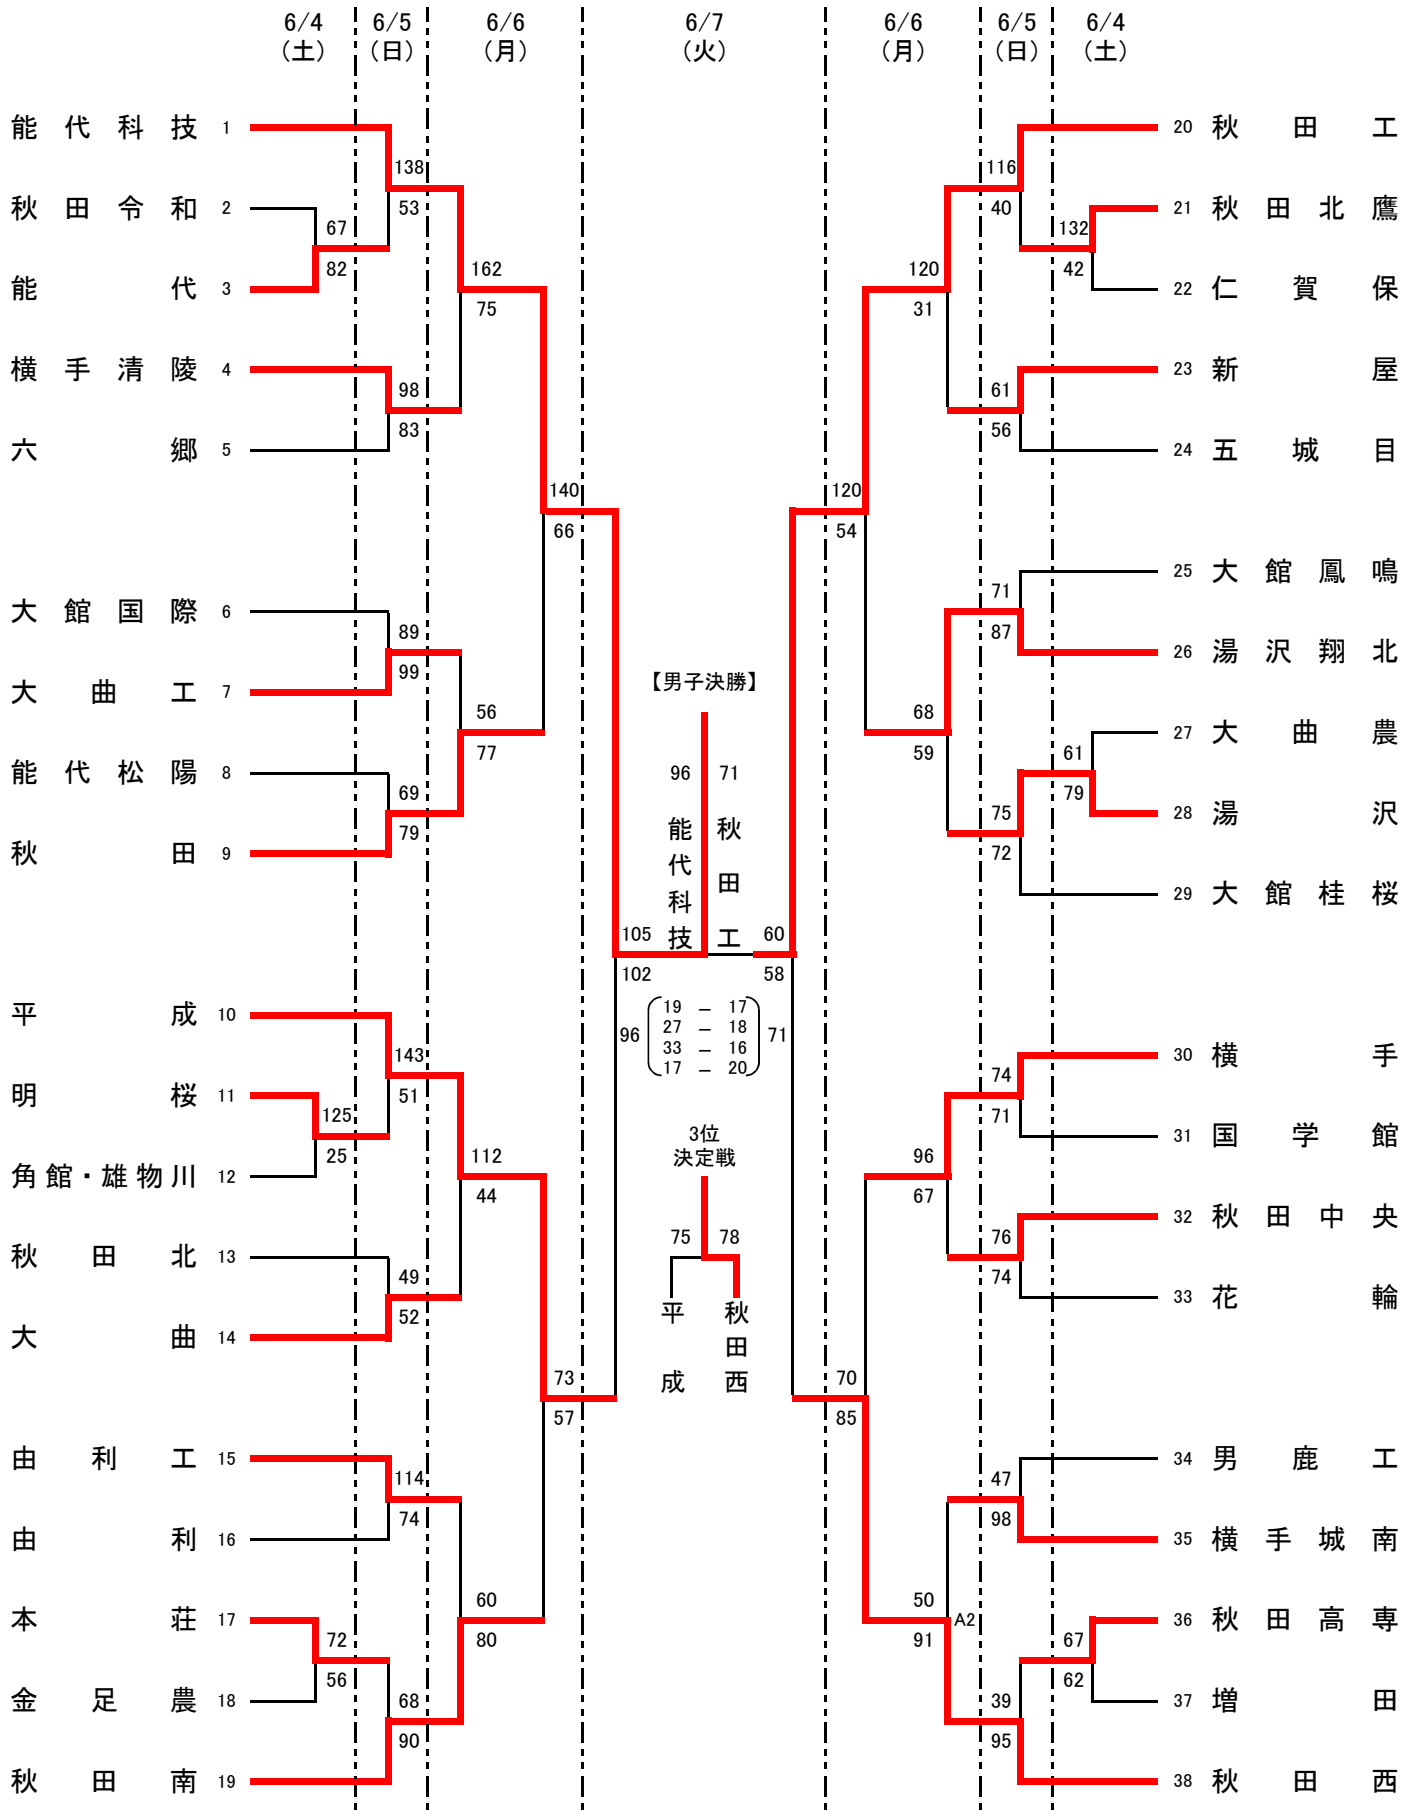 6/4 6/5 6/6 6/7 6/6 6/5 6/4
(土) (日) (月) (火) (月) (日) (土)
能代科技 1
138
53
秋田令和 2
67
82
能代 3
162
75
横手清陵 4
98
83
六郷 5
140
66
大館国際 6
89
99
大曲工 7
56
77
能代松陽 8
69
79
秋田 9
105
102
平成 10
143
51
明桜 11
125
25
角館・雄物川 12
112
44
秋田北 13
49
52
大曲 14
73
57
由利工 15
114
74
由利 16
60
80
本荘 17
72
56
金足農 18
68
90
秋田南 19
【男子決勝】
96 71
能代科技
秋田工
96
19 － 17
27 － 18
33 － 16
17 － 20
71
3位
決定戦
75 78
平成
秋田西
20 秋田工
116
40
21 秋田北鷹
132
42
22 仁賀保
120
31
23 新屋
61
56
24 五城目
120
54
25 大館鳳鳴
71
87
26 湯沢翔北
68
59
27 大曲農
61
79
28 湯沢
75
72
29 大館桂桜
60
58
30 横手
74
71
31 国学館
96
67
32 秋田中央
76
74
33 花輪
70
85
34 男鹿工
47
98
35 横手城南
50
91
A2
36 秋田高専
67
62
37 増田
39
95
38 秋田西